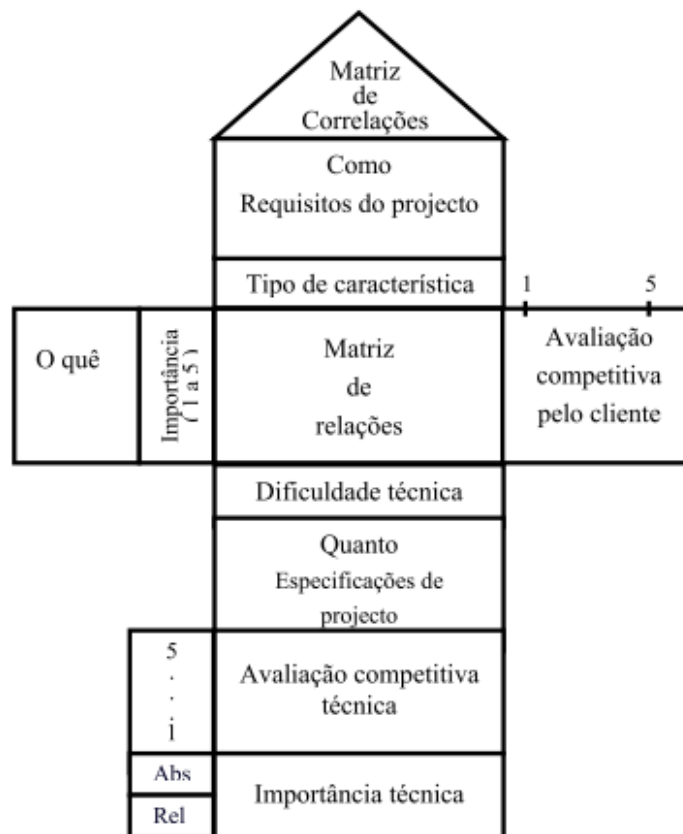 Matriz
de
Correlações
Como
Requisitos do projecto
Tipo de característica
1
5
O quê
Importância
( 1 a 5 )
Matriz
de
relações
Avaliação
competitiva
pelo cliente
Dificuldade técnica
Quanto
Especificações de
projecto
5
.
.
1
Avaliação competitiva
técnica
Abs
Rel
Importância técnica